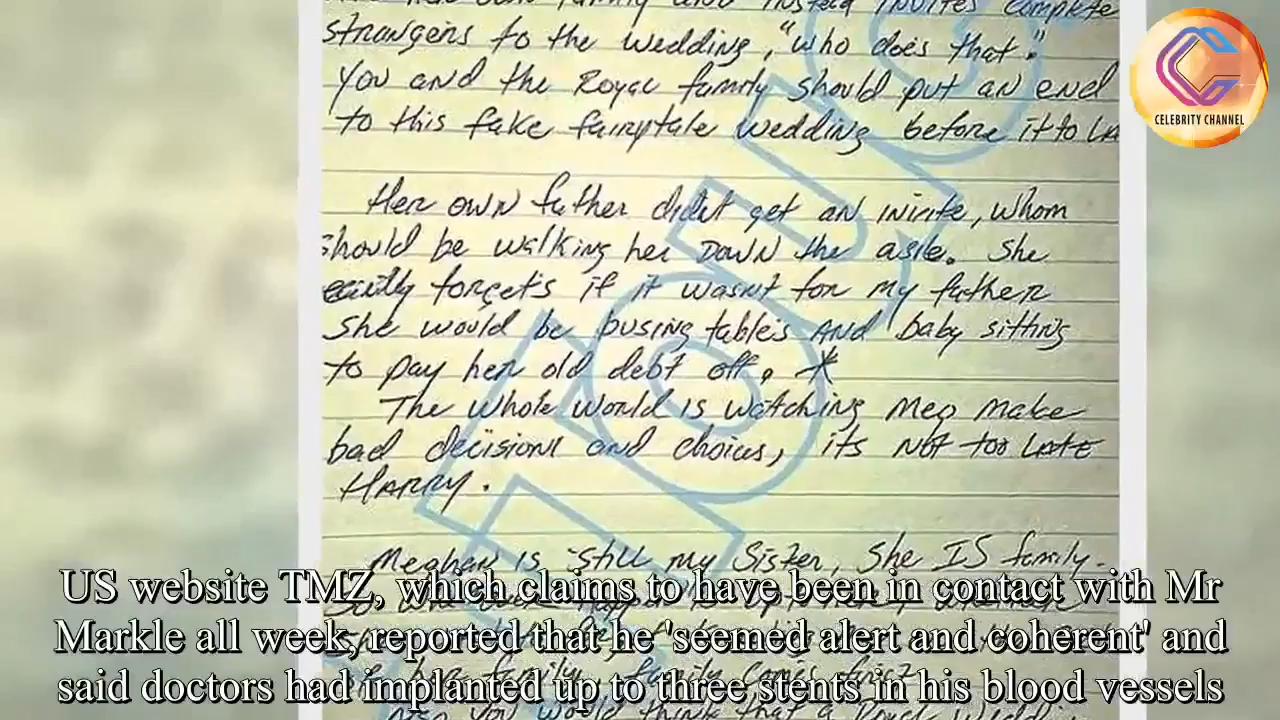 strangers to the wedding, "who does that."
You and the Royal family should put an end
to this fake fairytale wedding before it to LA
CELEBRITY CHANNEL
Her own father didnt get an invite, whom
should be walking her DOWN the asile. She
forgets if it wasnt for my father
She would be busing tables AND baby sitting
to pay her old debt off. *
The whole world is watching Meg make
bad decisions and choices, its NOT too LATE
HARRY.
Meghan is still my Sister, She IS family.
US website TMZ, which claims to have been in contact with Mr
Markle all week, reported that he 'seemed alert and coherent' and
said doctors had implanted up to three stents in his blood vessels